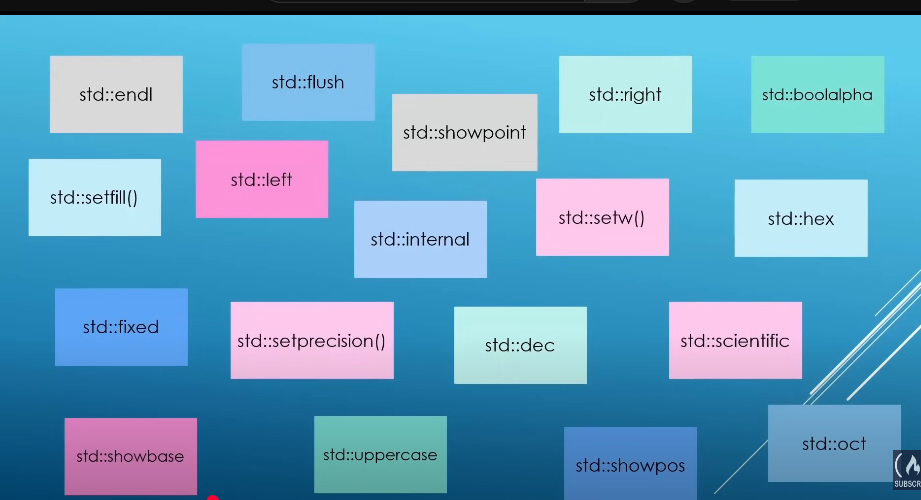 std::endl
std::flush
std::showpoint
std::right
std::boolalpha
std::setfill()
std::left
std::internal
std::setw()
std::hex
std::fixed
std::setprecision()
std::dec
std::scientific
std::showbase
std::uppercase
std::showpos
std::oct
SUBSCR